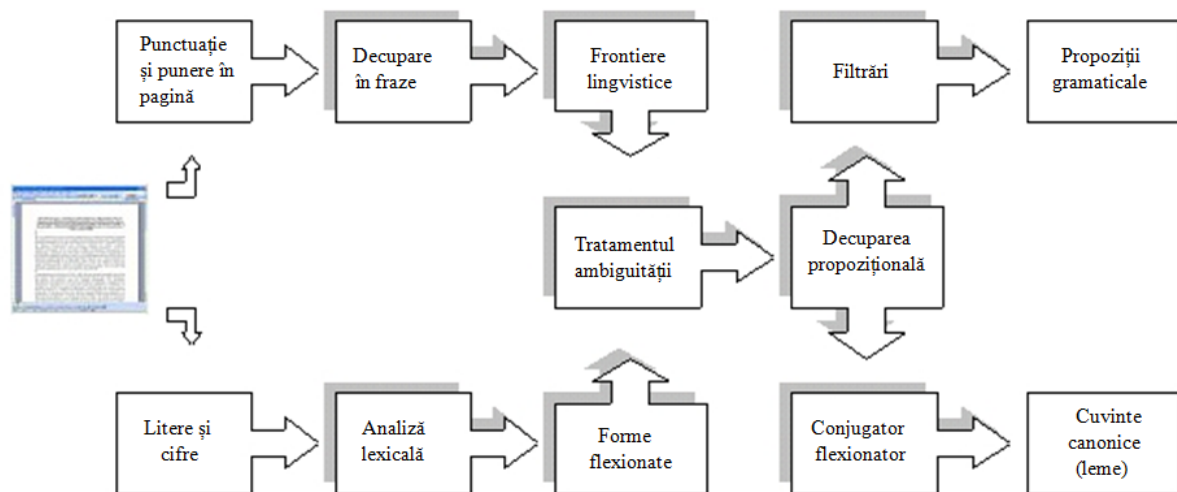 Punctuație
și punere în
pagină
Decupare
în fraze
Frontiere
lingvistice
Filtrări
Propoziții
gramaticale
Tratamentul
ambiguității
Decuparea
propozițională
Litere și
cifre
Analiză
lexicală
Forme
flexionate
Conjugator
flexionator
Cuvinte
canonice
(leme)